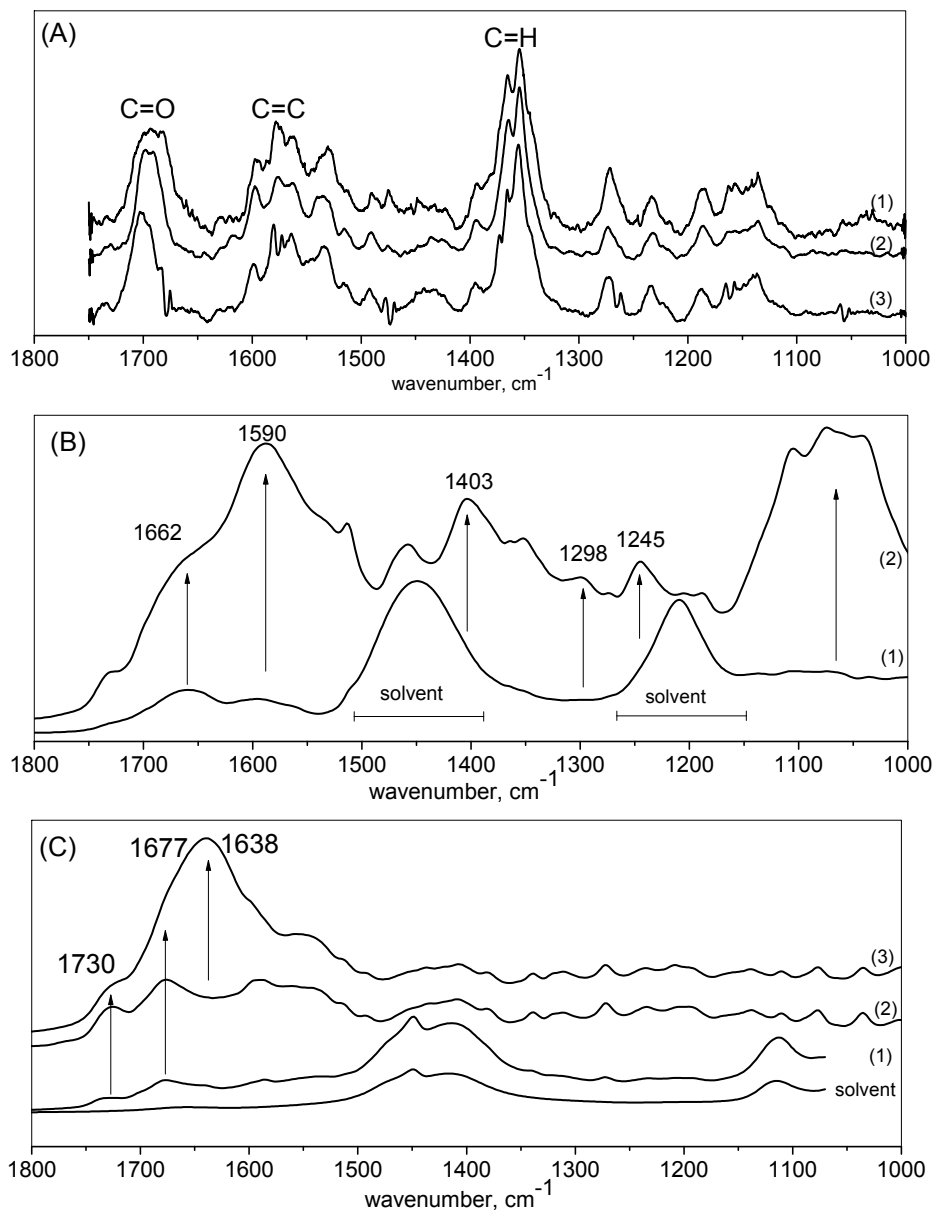 (A)
C=H
C=O
C=C
(1)
(2)
(3)
1800 1700 1600 1500 1400 1300 1200 1100 1000
wavenumber, cm-1
(B)
1590
1403
1662
1298
1245
(2)
(1)
solvent
solvent
1800 1700 1600 1500 1400 1300 1200 1100 1000
wavenumber, cm-1
(C)
1677 1638
1730
(3)
(2)
(1)
solvent
1800 1700 1600 1500 1400 1300 1200 1100 1000
wavenumber, cm-1